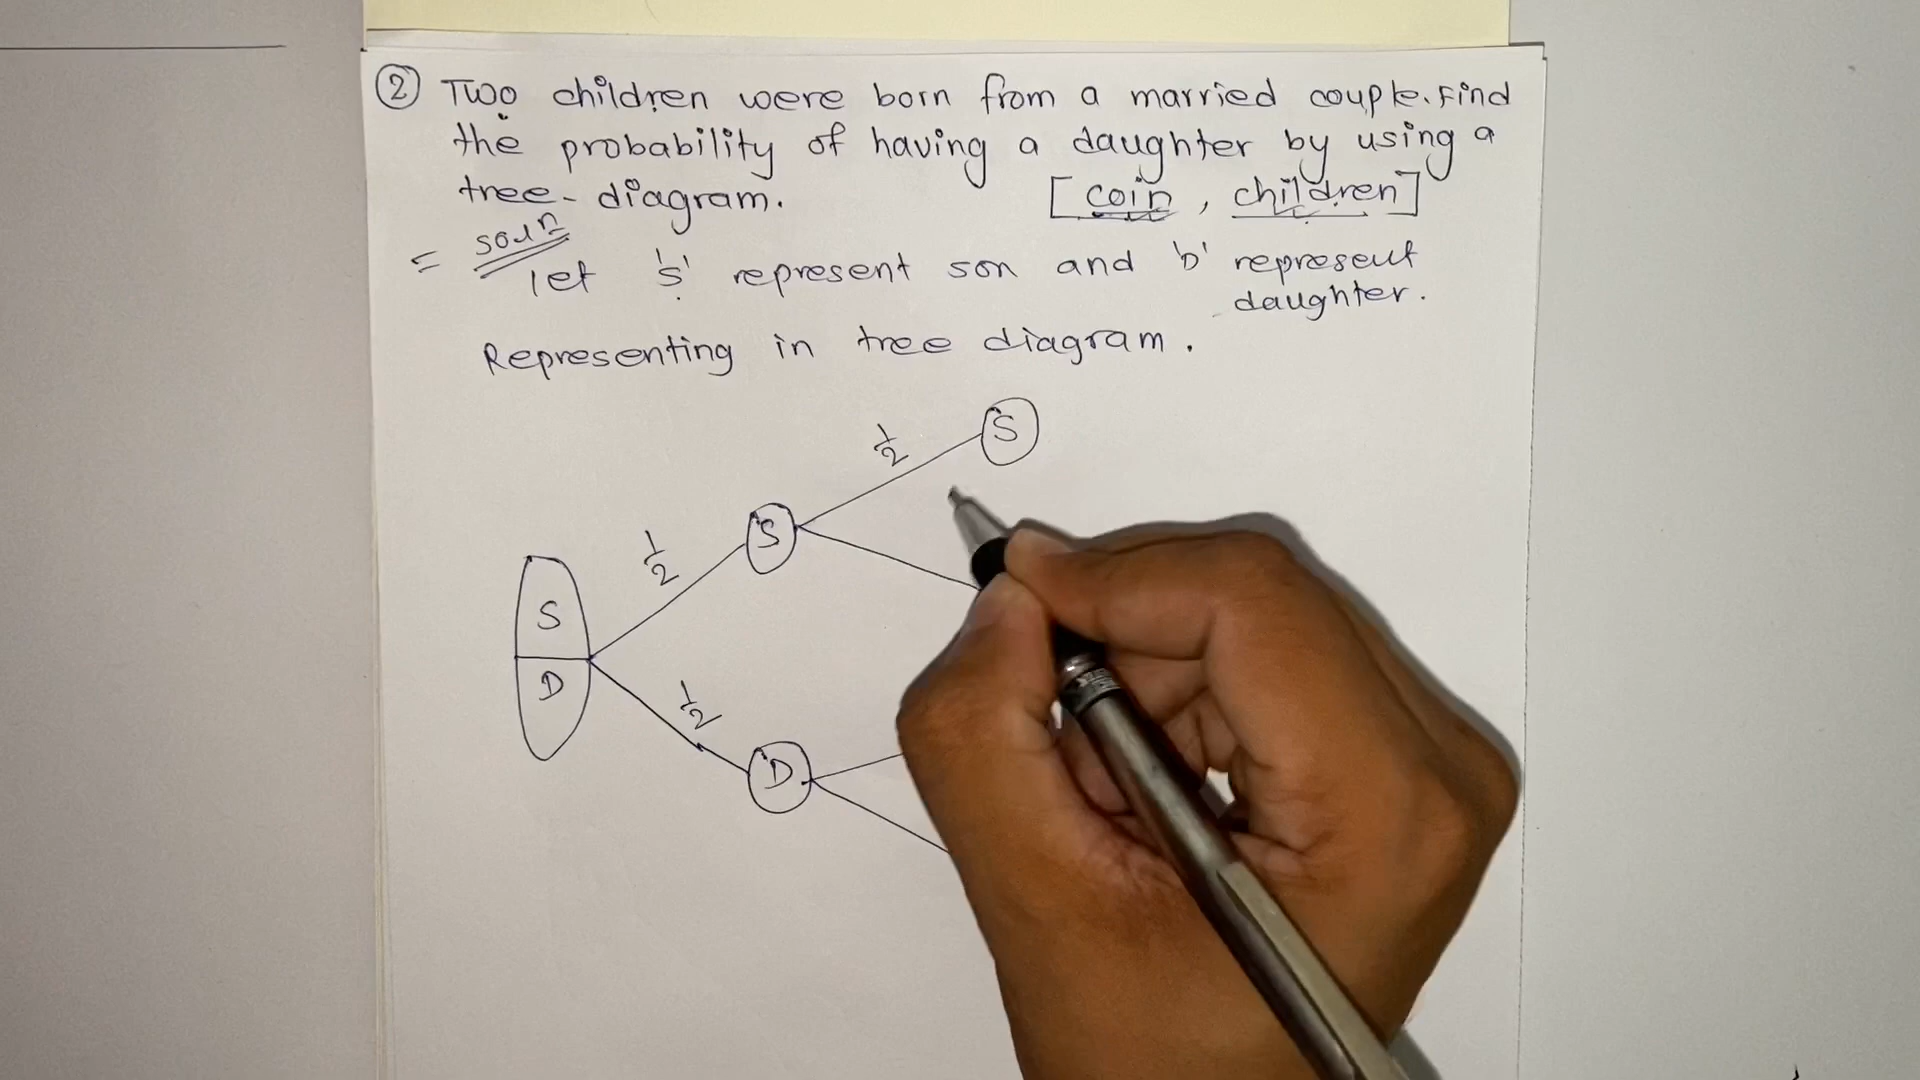 ② Two children were born from a married couple. Find
the probability of having a daughter by using a
tree-diagram. [coin, children]
= soln
let 's' represent son and 'D' represent
daughter.
Representing in tree diagram.
1/2 S
1/2 S
S
D
1/2 D